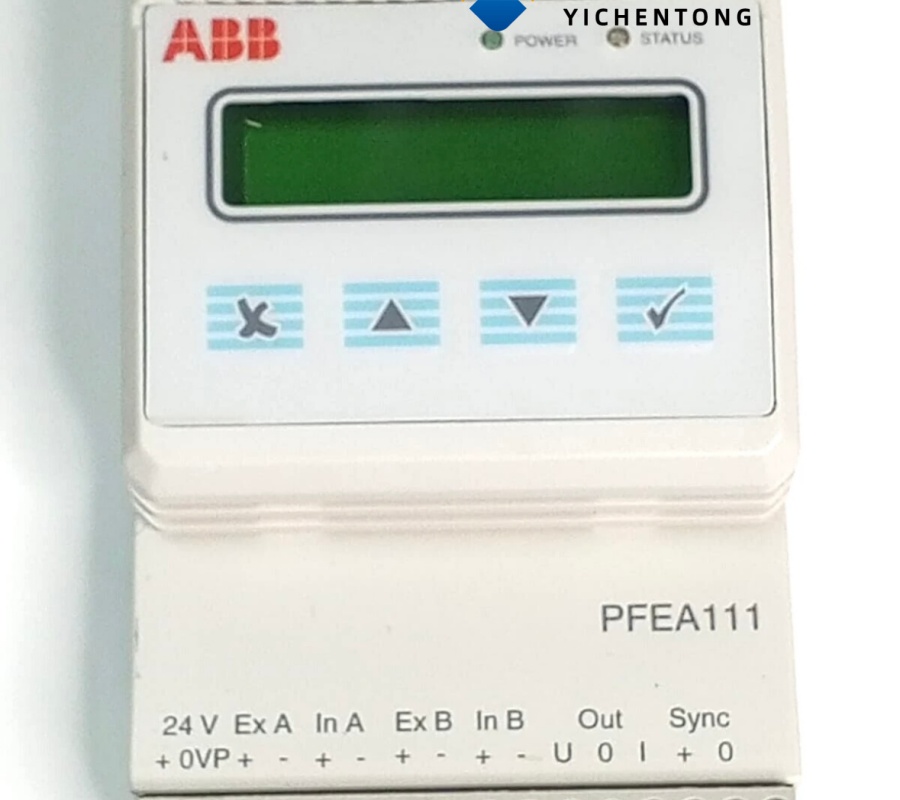 YICHENTONG
ABB
POWER STATUS
PFEA111
24 V Ex A In A Ex B In B Out Sync
+ 0VP + - + - + - + - U 0 I + 0